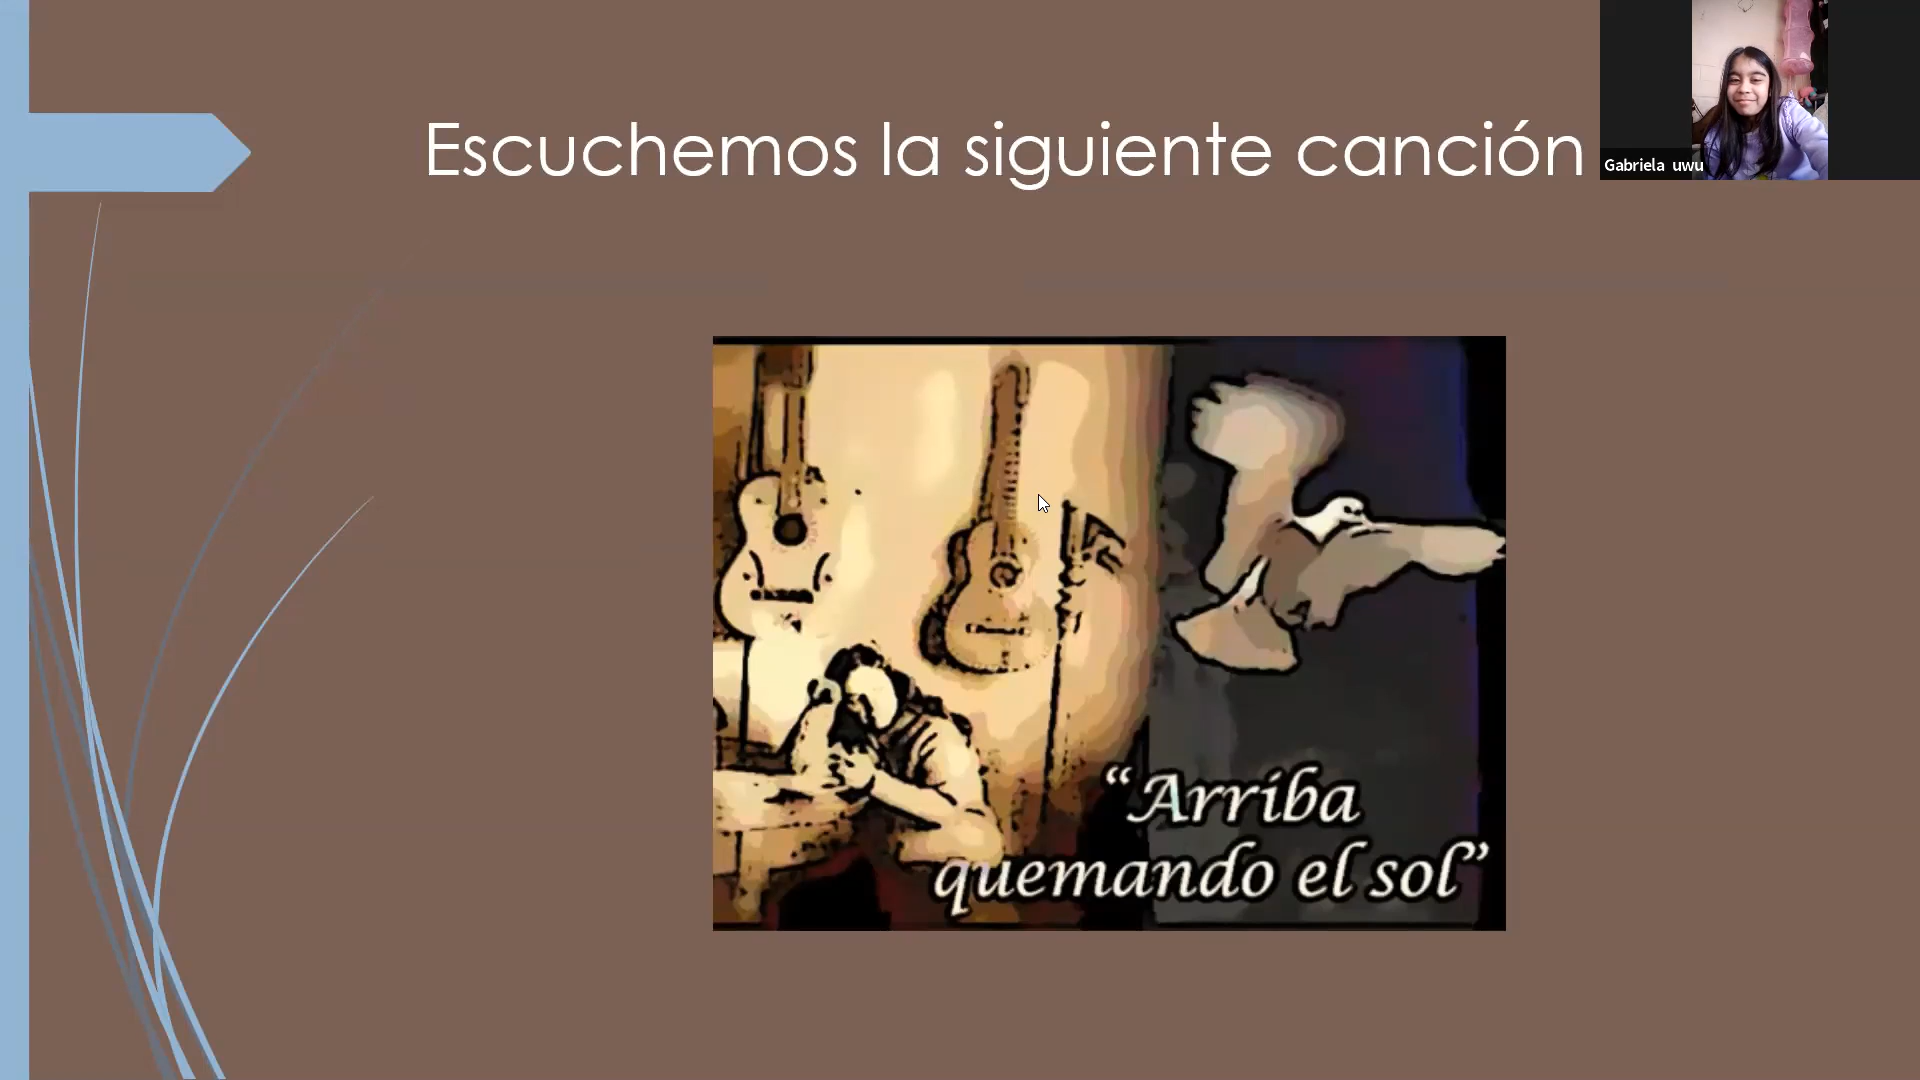 Escuchemos la siguiente canción
Gabriela uwu
“Arriba
quemando el sol”